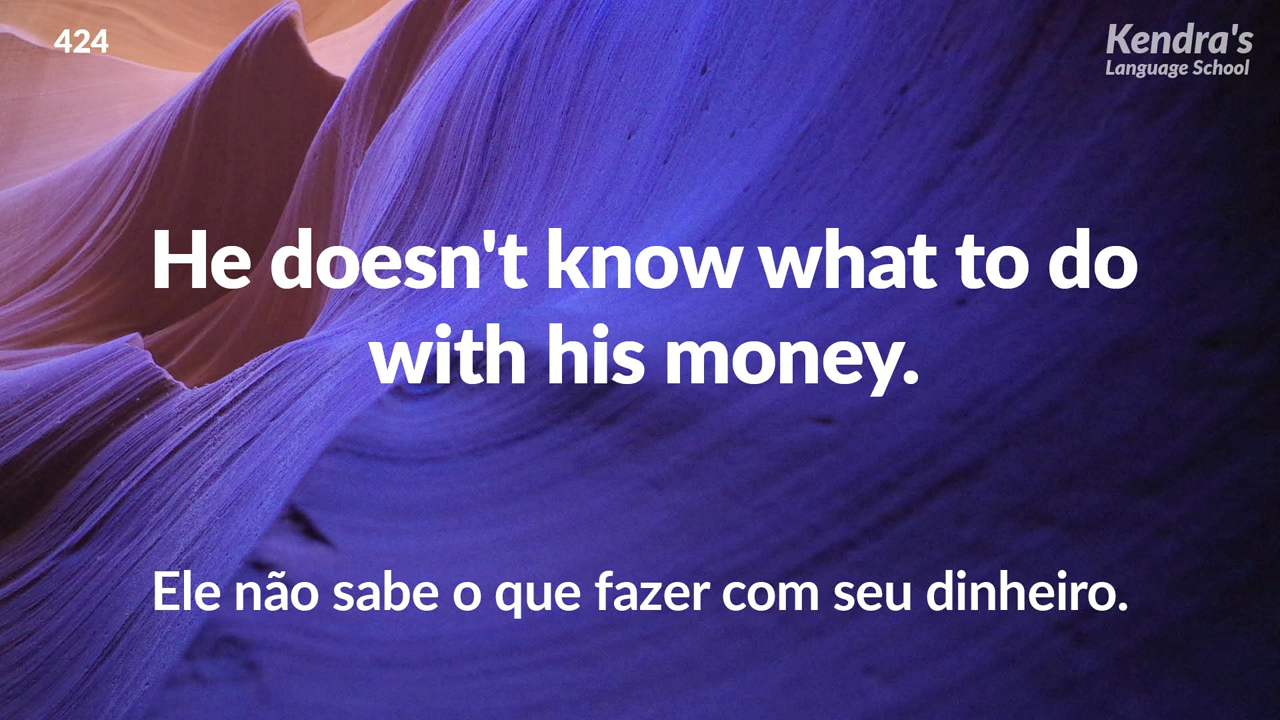 424
Kendra's
Language School
He doesn't know what to do
with his money.
Ele não sabe o que fazer com seu dinheiro.